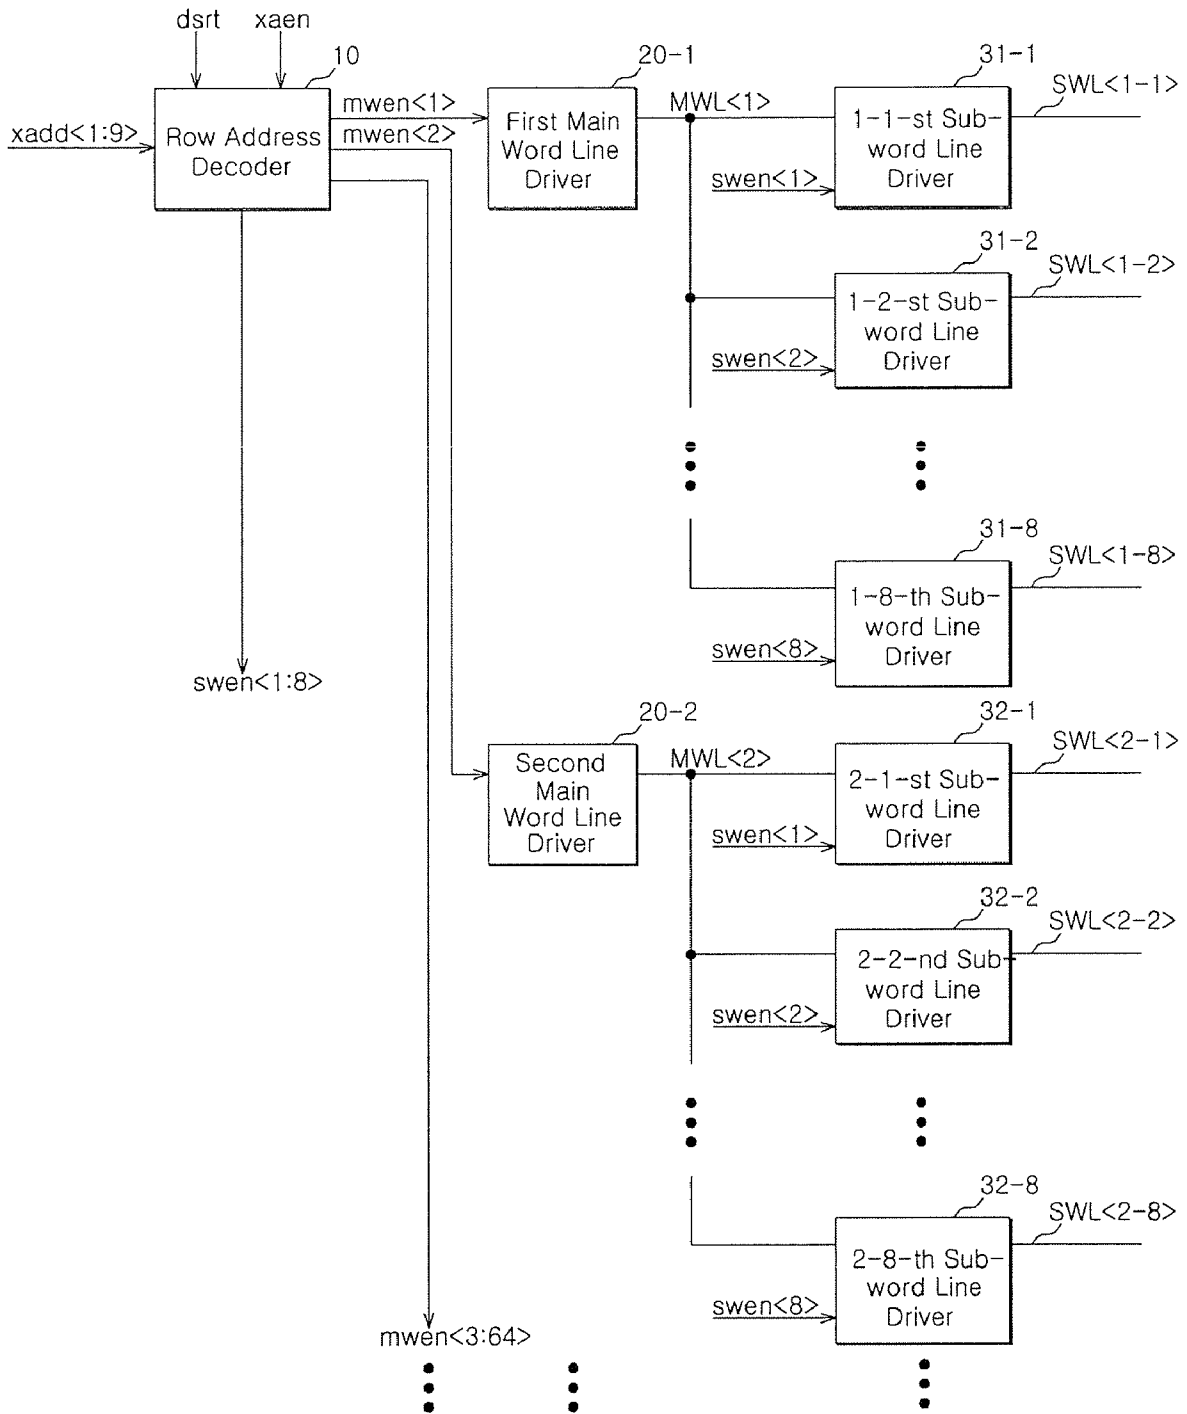 dsrt
xaen
10
20-1
31-1
SWL<1-1>
xadd<1:9>
Row Address
Decoder
mwen<1>
mwen<2>
First Main
Word Line
Driver
MWL<1>
1-1-st Sub-
word Line
Driver
swen<1>
31-2
SWL<1-2>
1-2-st Sub-
word Line
Driver
swen<2>
31-8
SWL<1-8>
1-8-th Sub-
word Line
Driver
swen<8>
swen<1:8>
20-2
32-1
SWL<2-1>
Second
Main
Word Line
Driver
MWL<2>
2-1-st Sub-
word Line
Driver
swen<1>
32-2
SWL<2-2>
2-2-nd Sub-
word Line
Driver
swen<2>
32-8
SWL<2-8>
2-8-th Sub-
word Line
Driver
swen<8>
mwen<3:64>